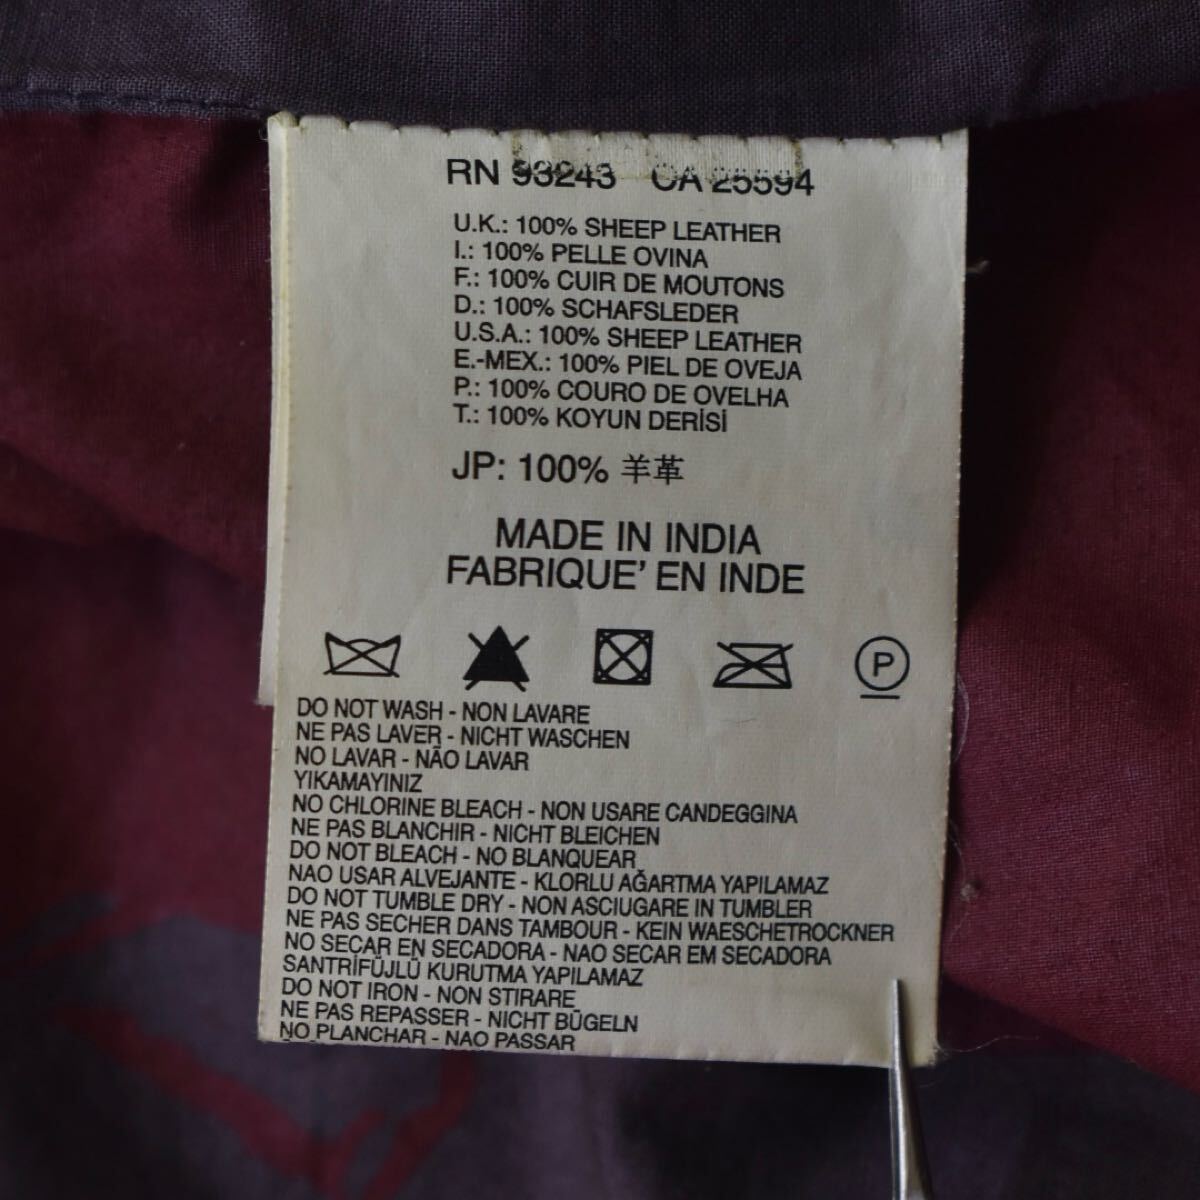 RN 93243 CA 25594
U.K.: 100% SHEEP LEATHER
I.: 100% PELLE OVINA
F.: 100% CUIR DE MOUTONS
D.: 100% SCHAFSLEDER
U.S.A.: 100% SHEEP LEATHER
E.-MEX.: 100% PIEL DE OVEJA
P.: 100% COURO DE OVELHA
T.: 100% KOYUN DERİSİ
JP: 100% 羊革
MADE IN INDIA
FABRIQUE' EN INDE
P
DO NOT WASH - NON LAVARE
NE PAS LAVER - NICHT WASCHEN
NO LAVAR - NÃO LAVAR
YIKAMAYINIZ
NO CHLORINE BLEACH - NON USARE CANDEGGINA
NE PAS BLANCHIR - NICHT BLEICHEN
DO NOT BLEACH - NO BLANQUEAR
NAO USAR ALVEJANTE - KLORLU AĞARTMA YAPILAMAZ
DO NOT TUMBLE DRY - NON ASCIUGARE IN TUMBLER
NE PAS SECHER DANS TAMBOUR - KEIN WAESCHETROCKNER
NO SECAR EN SECADORA - NAO SECAR EM SECADORA
SANTRİFÜJLÜ KURUTMA YAPILAMAZ
DO NOT IRON - NON STIRARE
NE PAS REPASSER - NICHT BÜGELN
NO PLANCHAR - NAO PASSAR